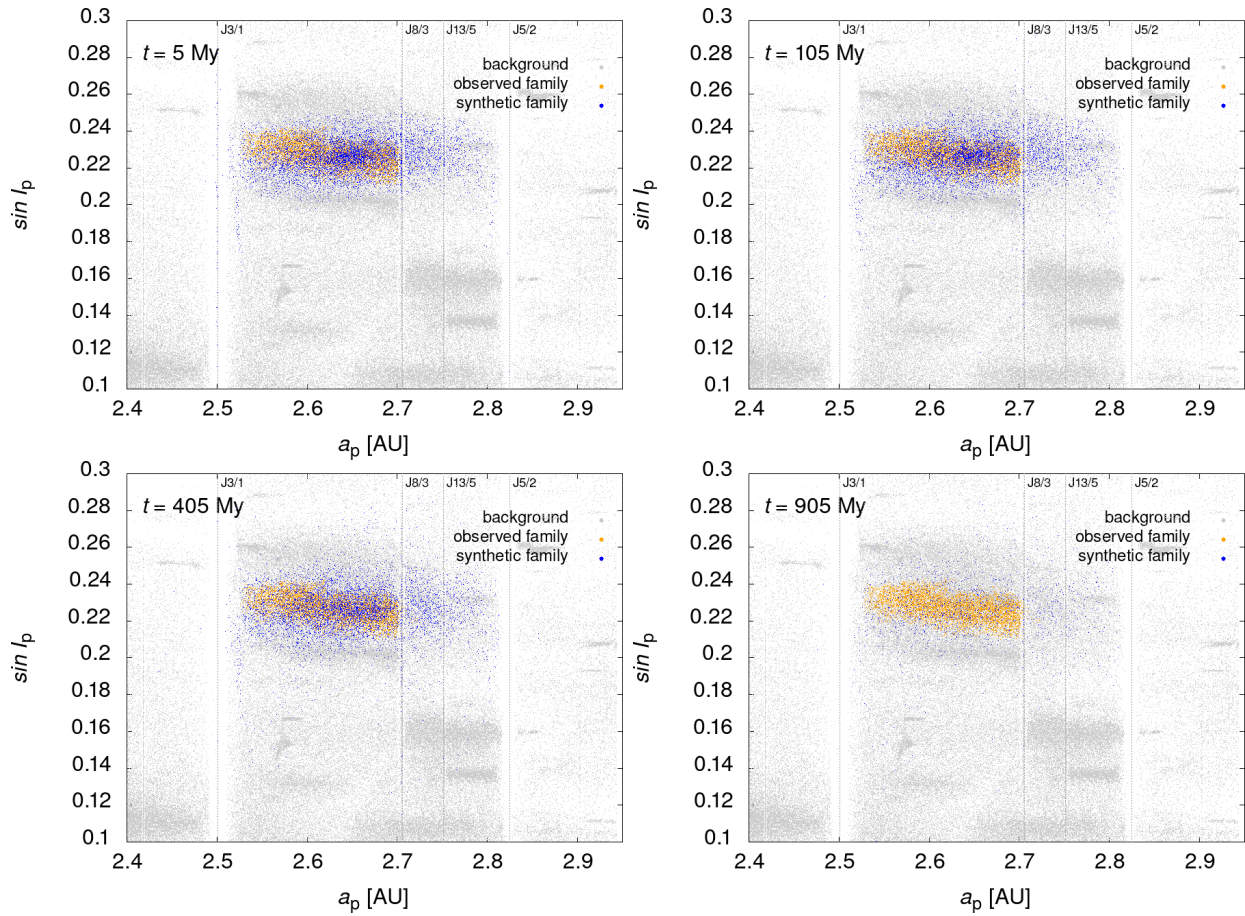 0.3
0.28
0.26
0.24
0.22
0.2
0.18
0.16
0.14
0.12
0.1
sin Ip
J3/1 J8/3 J13/5 J5/2
t = 5 My
background
observed family
synthetic family
2.4 2.5 2.6 2.7 2.8 2.9
ap [AU]
0.3
0.28
0.26
0.24
0.22
0.2
0.18
0.16
0.14
0.12
0.1
sin Ip
J3/1 J8/3 J13/5 J5/2
t = 105 My
background
observed family
synthetic family
2.4 2.5 2.6 2.7 2.8 2.9
ap [AU]
0.3
0.28
0.26
0.24
0.22
0.2
0.18
0.16
0.14
0.12
0.1
sin Ip
J3/1 J8/3 J13/5 J5/2
t = 405 My
background
observed family
synthetic family
2.4 2.5 2.6 2.7 2.8 2.9
ap [AU]
0.3
0.28
0.26
0.24
0.22
0.2
0.18
0.16
0.14
0.12
0.1
sin Ip
J3/1 J8/3 J13/5 J5/2
t = 905 My
background
observed family
synthetic family
2.4 2.5 2.6 2.7 2.8 2.9
ap [AU]